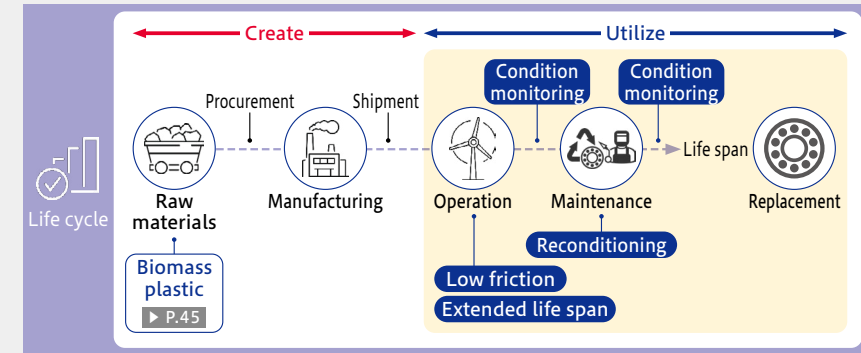 Create
Utilize
Condition
monitoring
Condition
monitoring
Procurement
Shipment
Life span
Life cycle
Raw
materials
Manufacturing
Operation
Maintenance
Replacement
Reconditioning
Biomass
plastic
▶ P.45
Low friction
Extended life span